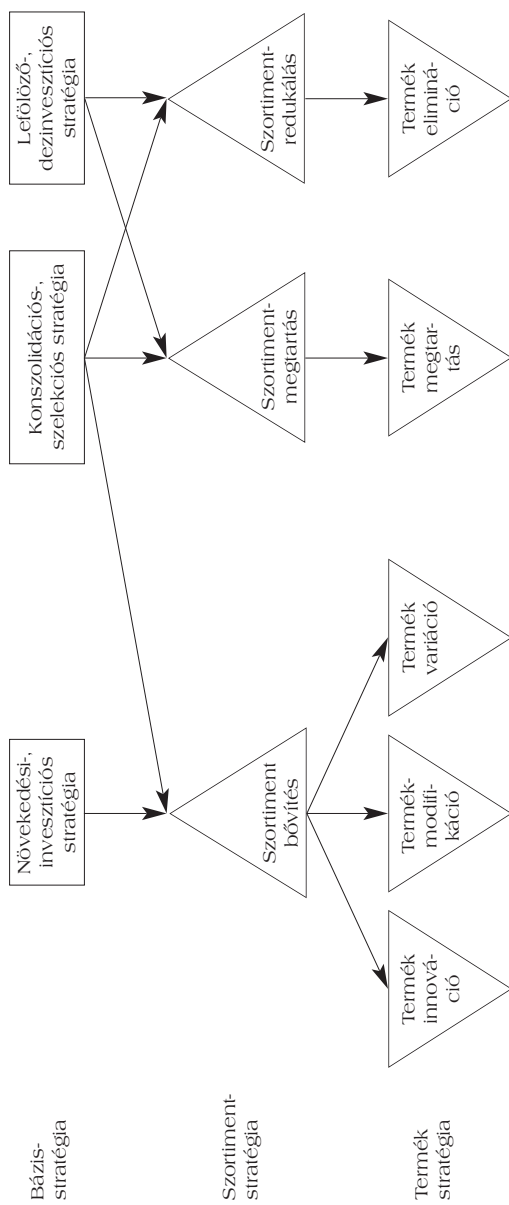 Bázis-
stratégia
Növekedési-,
invesztíciós
stratégia
Konszolidációs-,
szelekciós stratégia
Lefölöző-,
dezinvesztíciós
stratégia
Szortiment-
stratégia
Szortiment
bővítés
Szortiment-
megtartás
Szortiment-
redukálás
Termék
stratégia
Termék
innová-
ció
Termék-
modifi-
káció
Termék
variáció
Termék
megtar-
tás
Termék
eliminá-
ció